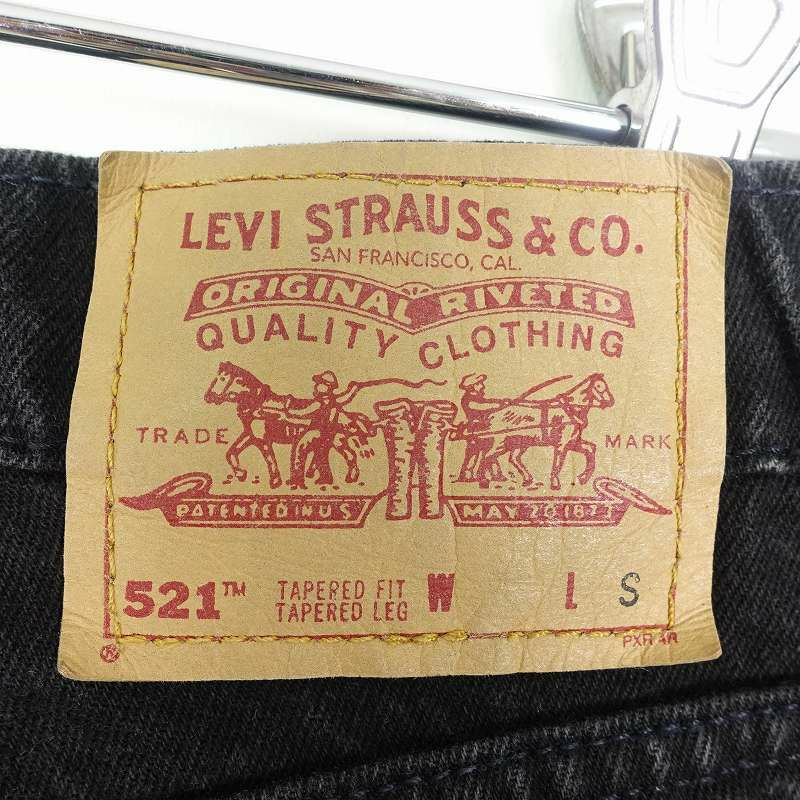 LEVI STRAUSS & CO.
SAN FRANCISCO, CAL.
ORIGINAL RIVETED
QUALITY CLOTHING
TRADE MARK
PATENTED IN U S MAY 20 1873
521™ TAPERED FIT W L S
TAPERED LEG
®